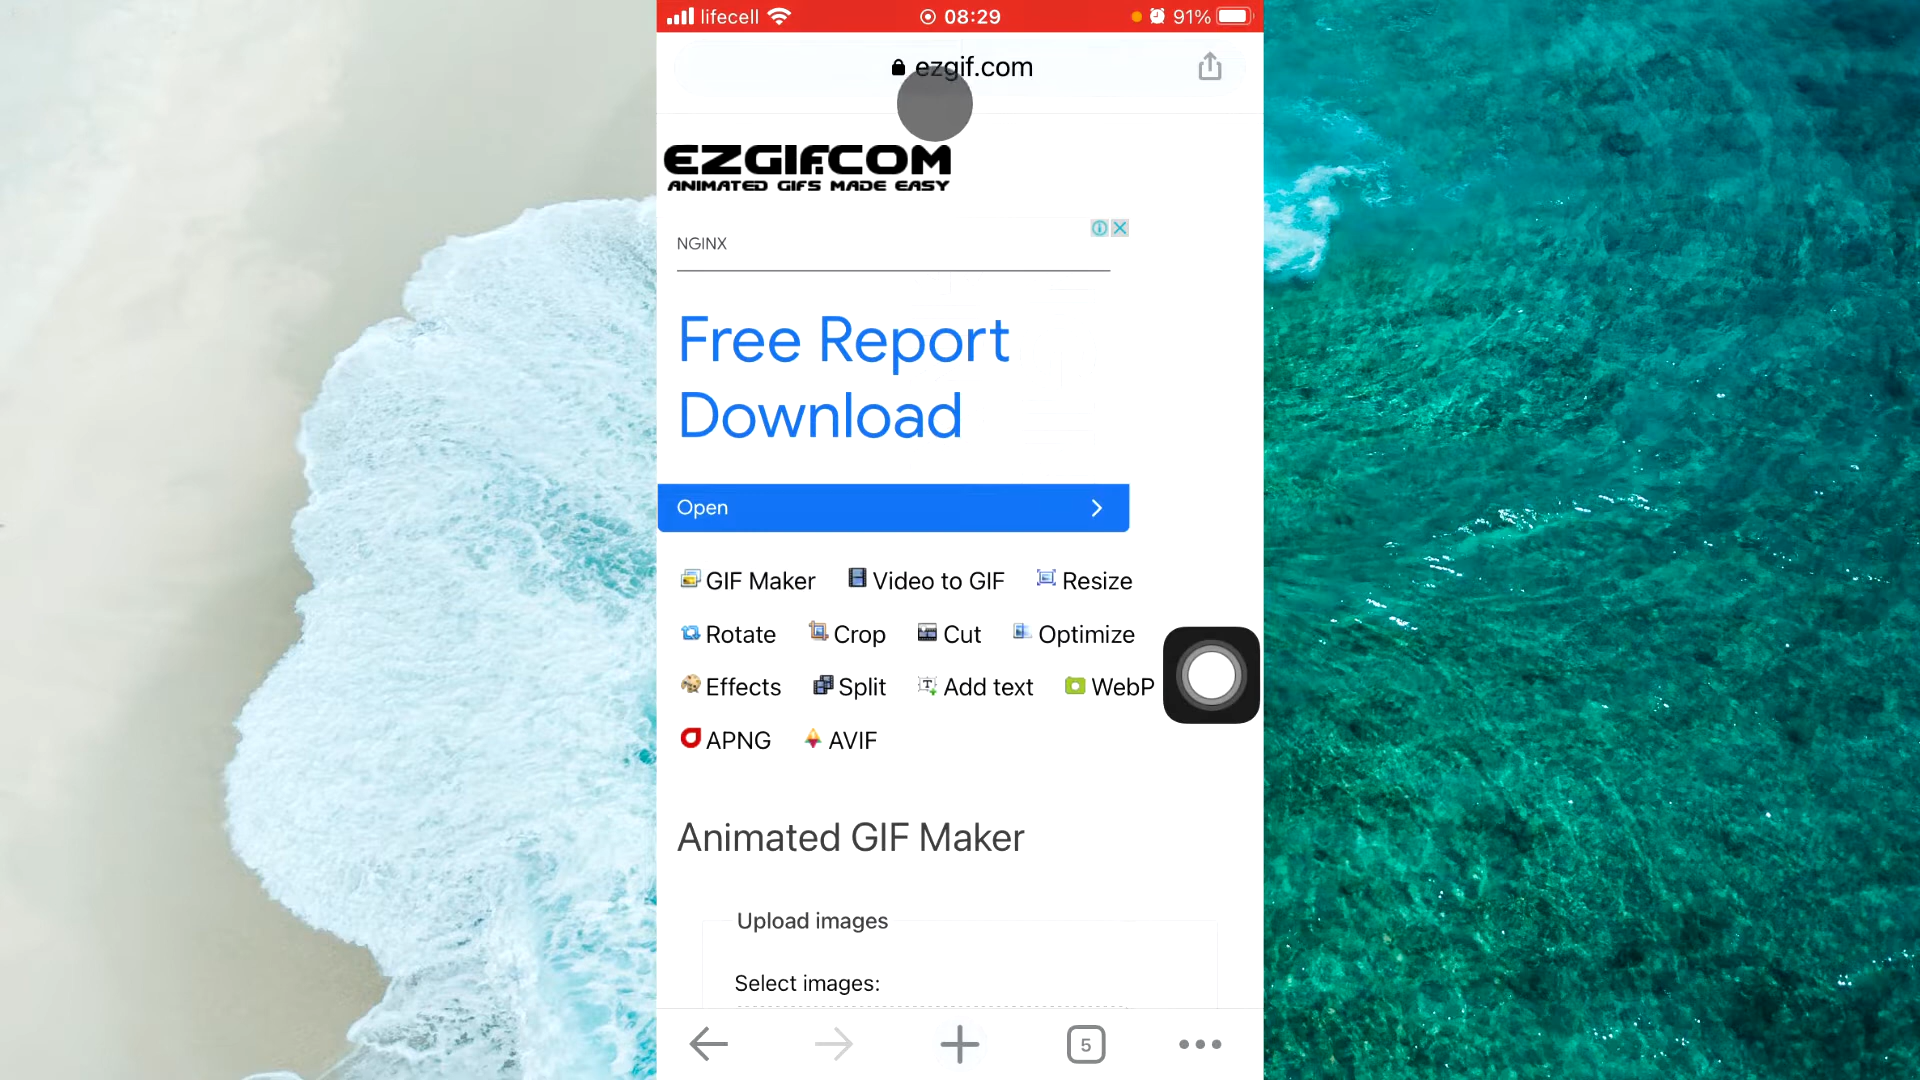 lifecell 08:29 91%
ezgif.com
EZGIF.COM
ANIMATED GIFS MADE EASY
NGINX
Free Report
Download
Open
GIF Maker Video to GIF Resize
Rotate Crop Cut Optimize
Effects Split Add text WebP
APNG AVIF
Animated GIF Maker
Upload images
Select images:
5